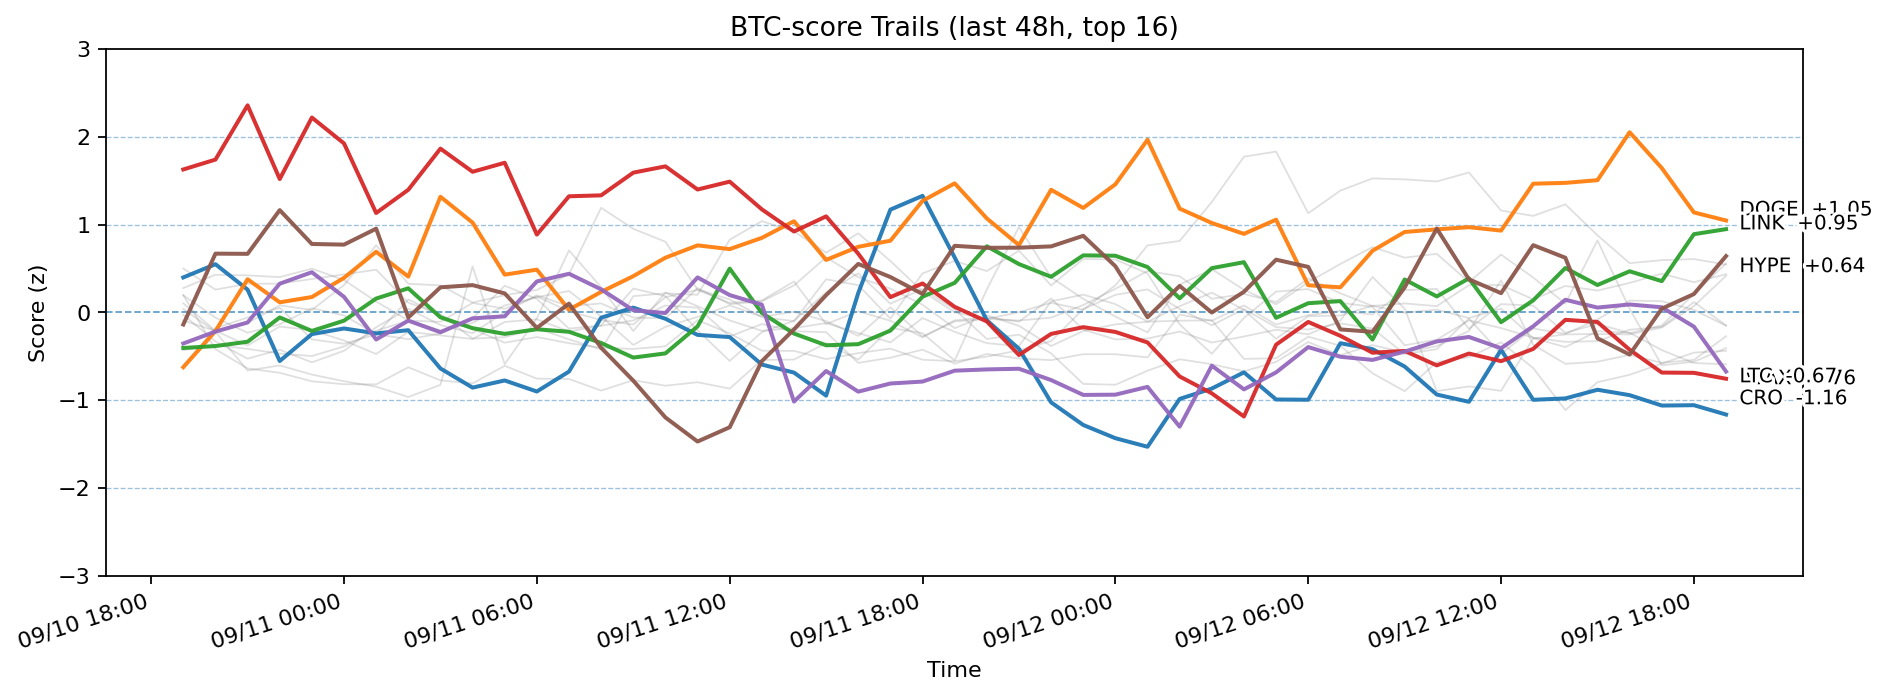 BTC-score Trails (last 48h, top 16)
Score (z)
3
2
1
0
−1
−2
−3
DOGE +1.05
LINK +0.95
HYPE +0.64
LTC -0.67
CRO -1.16
09/10 18:00
09/11 00:00
09/11 06:00
09/11 12:00
09/11 18:00
09/12 00:00
09/12 06:00
09/12 12:00
09/12 18:00
Time